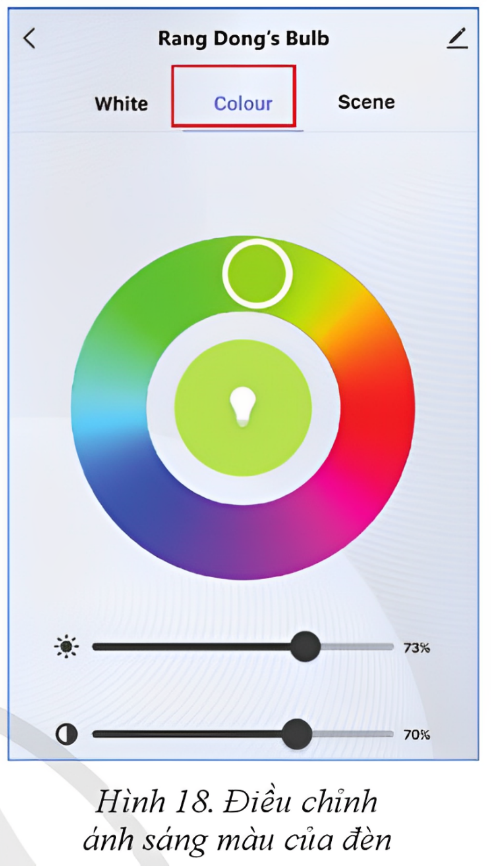 Rang Dong's Bulb
White Colour Scene
73%
70%
Hình 18. Điều chỉnh
ánh sáng màu của đèn